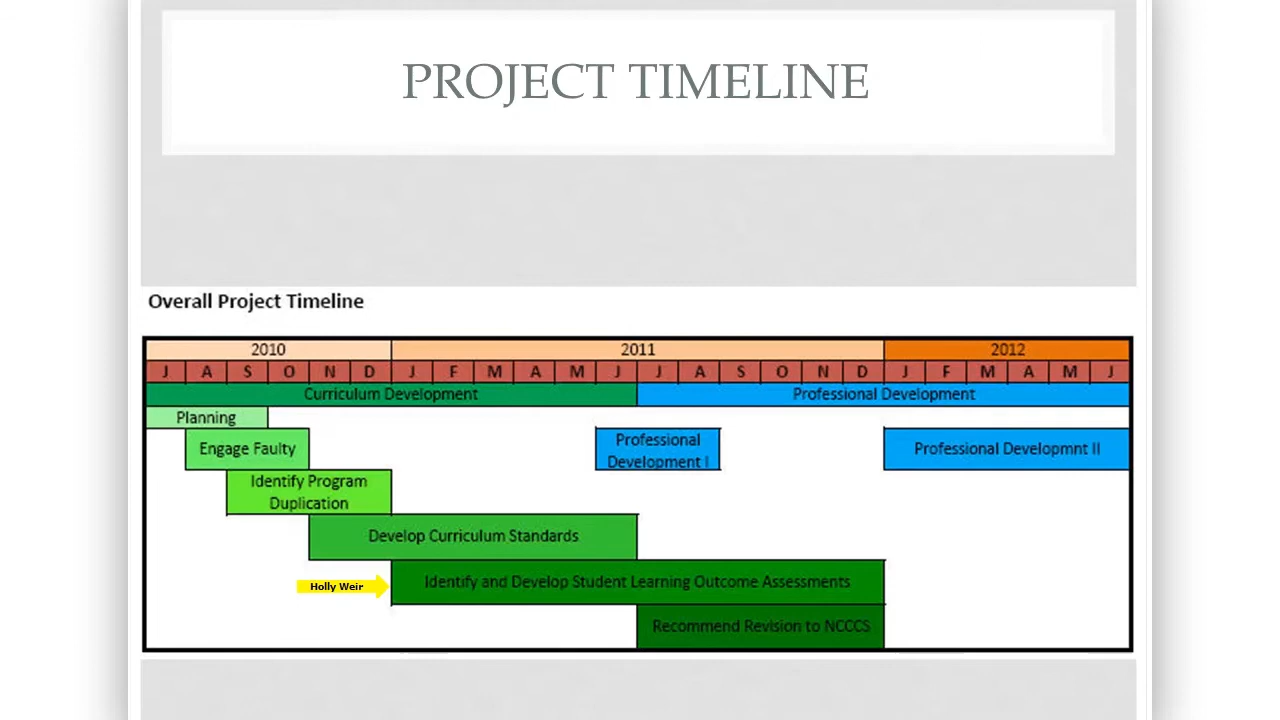 PROJECT TIMELINE
Overall Project Timeline
2010 2011 2012
J A S O N D J F M A M J J A S O N D J F M A M J
Curriculum Development Professional Development
Planning
Engage Faulty
Professional
Development I
Professional Developmnt II
Identify Program
Duplication
Develop Curriculum Standards
Holly Weir
Identify and Develop Student Learning Outcome Assessments
Recommend Revision to NCCCS